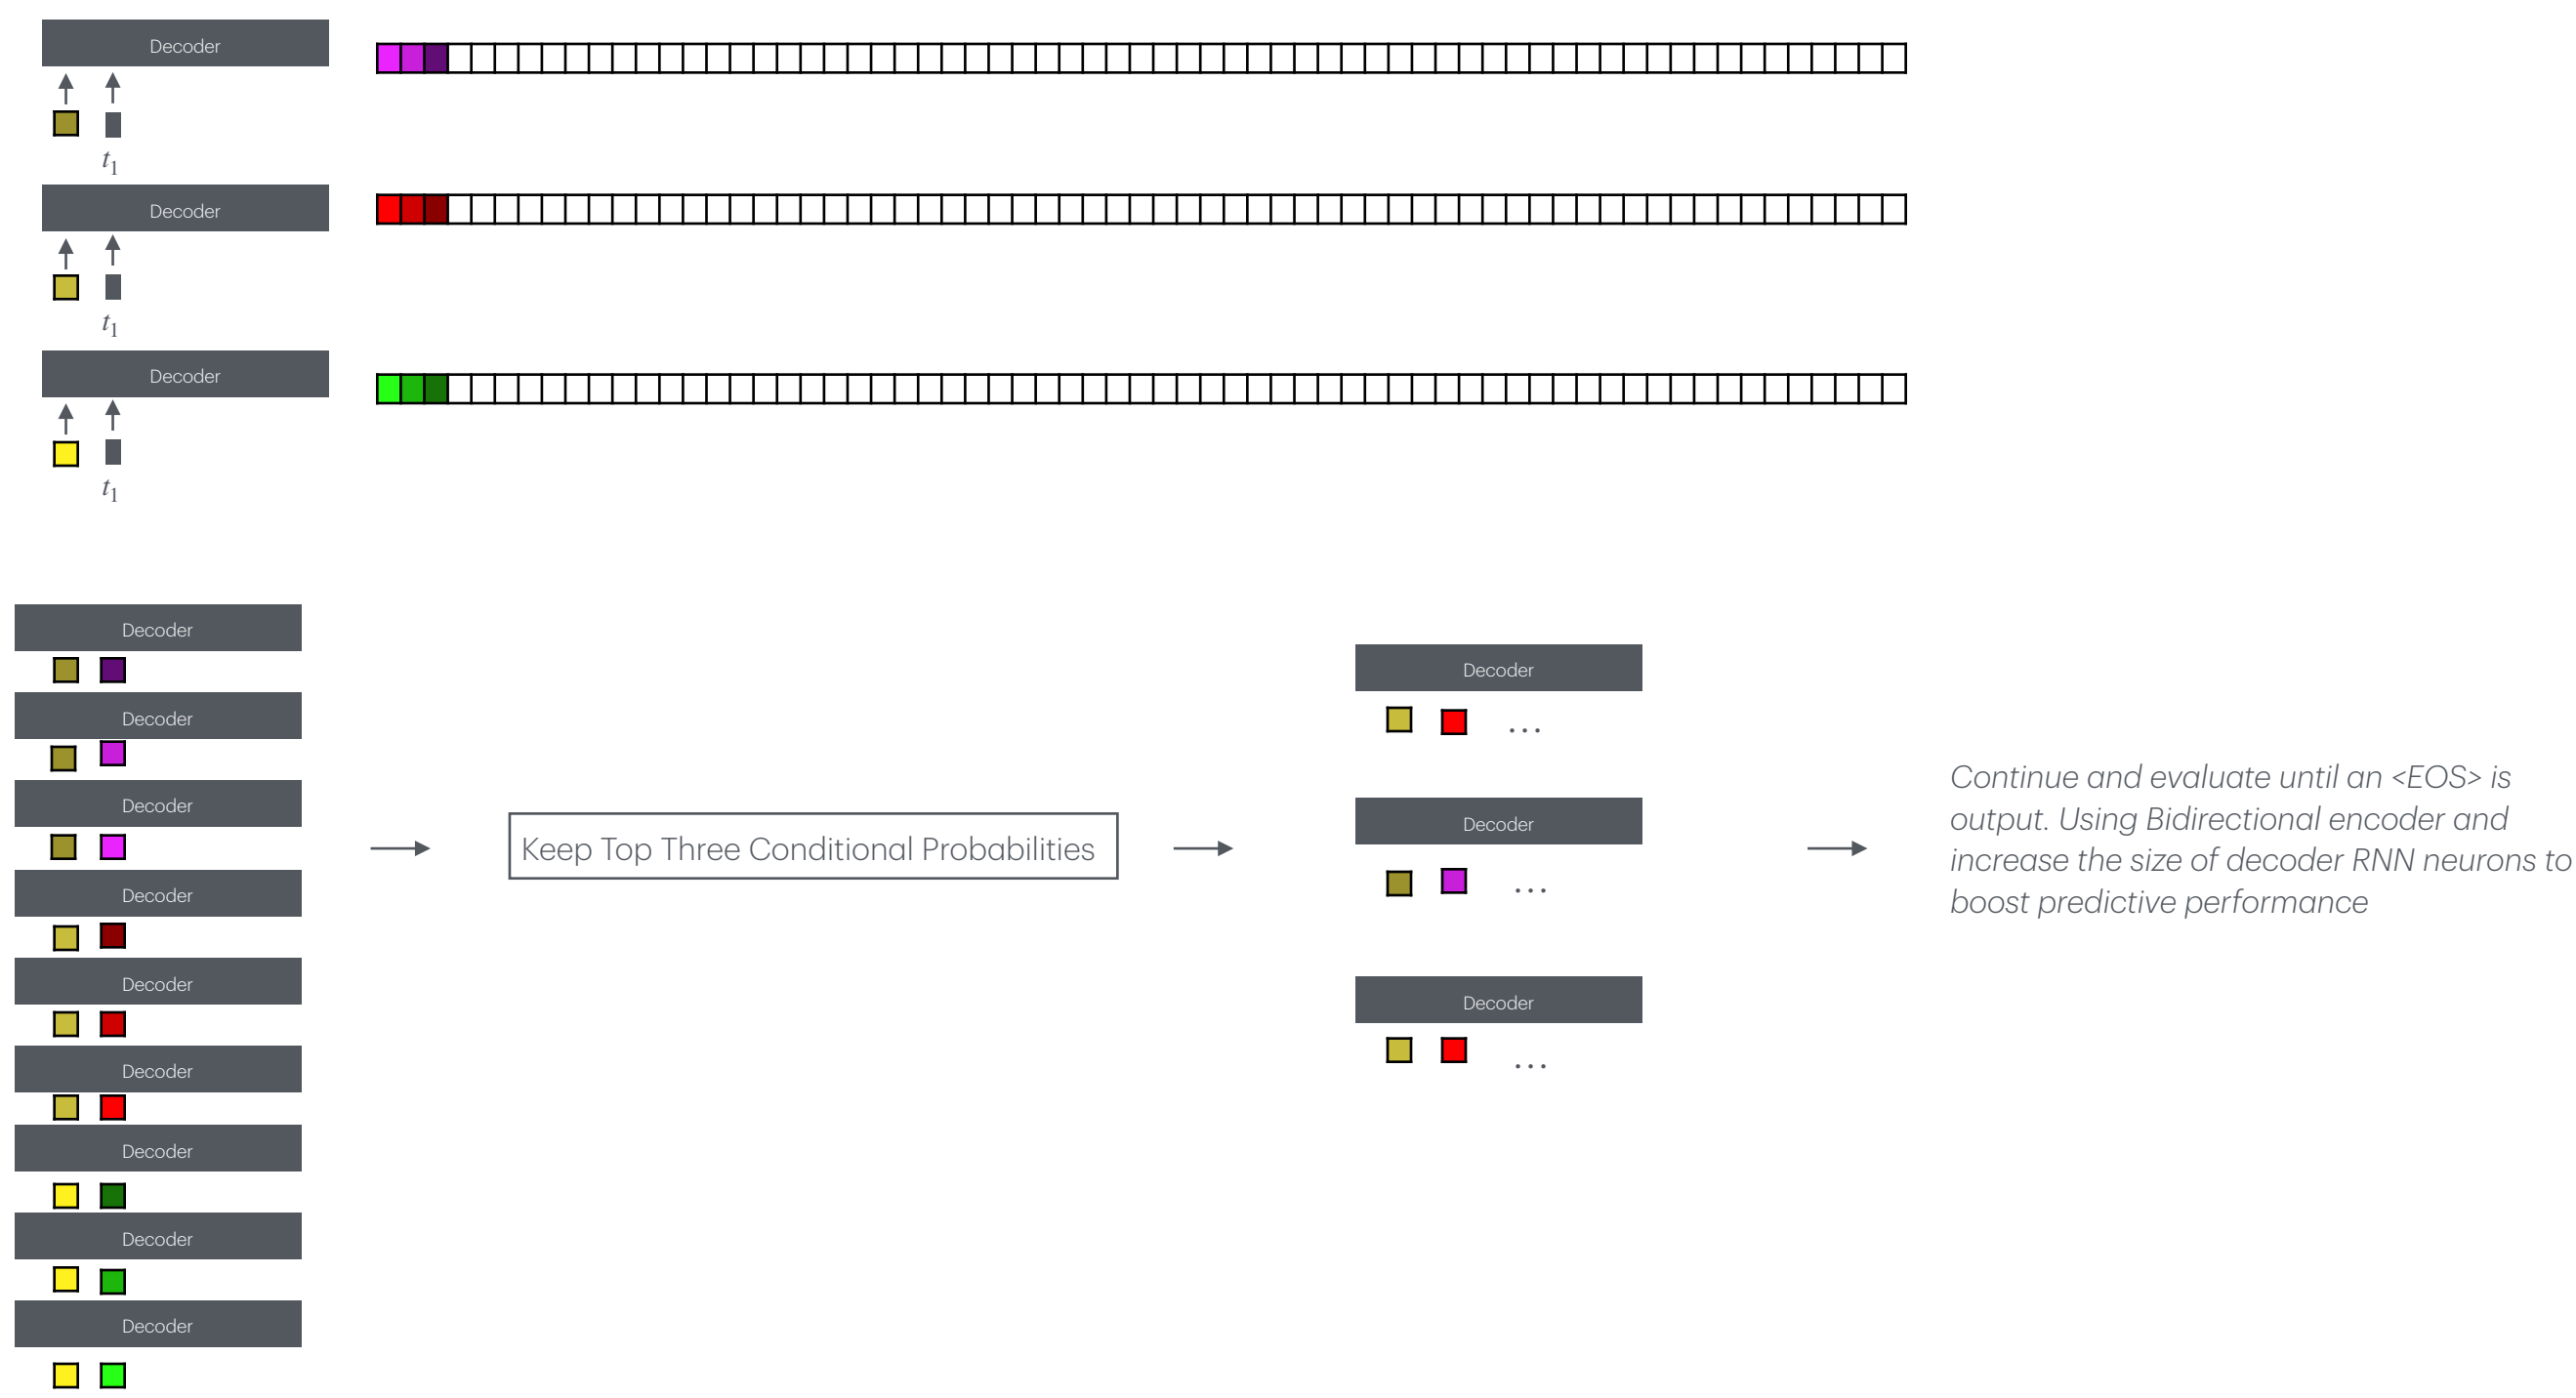 Decoder
t1
Decoder
t1
Decoder
t1
Decoder
Decoder
Decoder
Decoder
Decoder
Decoder
Decoder
Decoder
Decoder
Keep Top Three Conditional Probabilities
Decoder
...
Decoder
...
Decoder
...
Continue and evaluate until an <EOS> is
output. Using Bidirectional encoder and
increase the size of decoder RNN neurons to
boost predictive performance